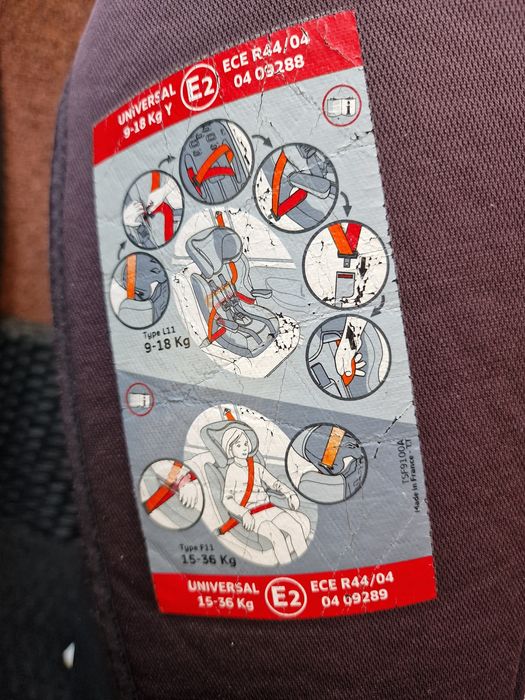 UNIVERSAL
9-18 Kg Y
E2
ECE R44/04
04 09288
i
Type L11
9-18 Kg
TSF9100A
Made in France - TT
Type F11
15-36 Kg
UNIVERSAL
15-36 Kg
E2
ECE R44/04
04 09289